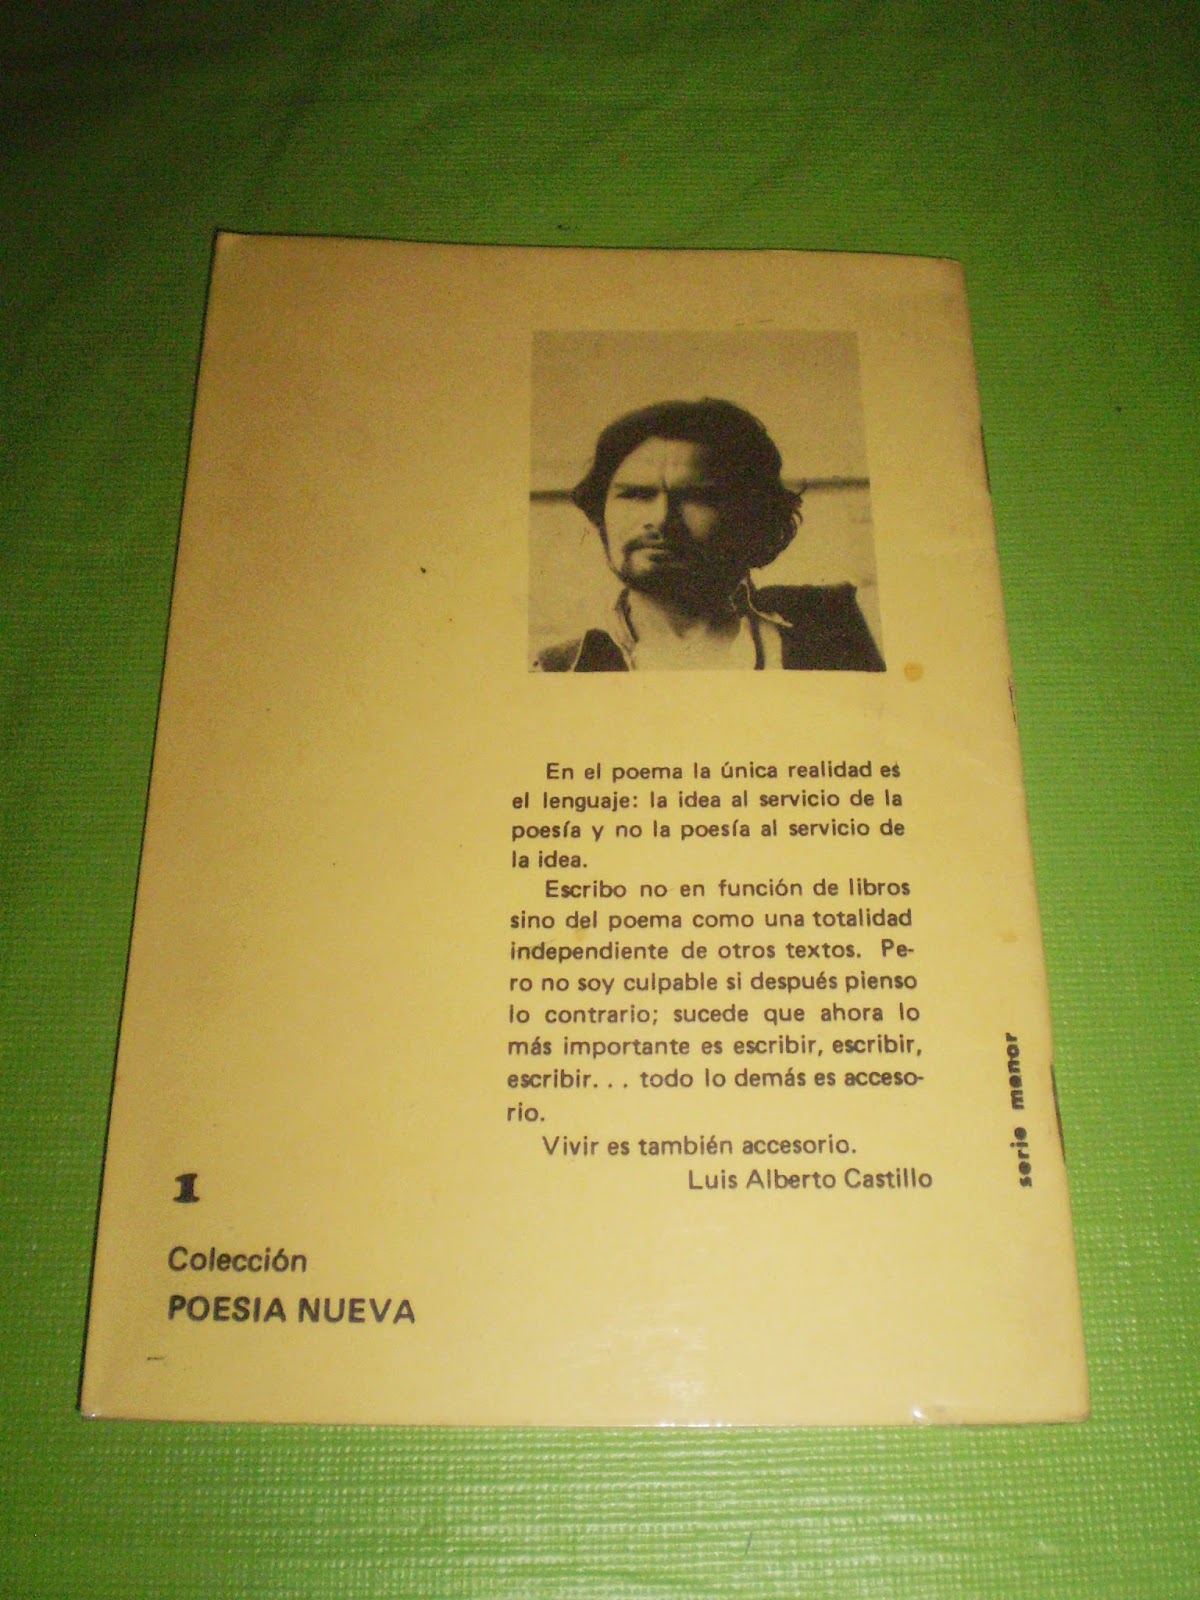 En el poema la única realidad es
el lenguaje: la idea al servicio de la
poesía y no la poesía al servicio de
la idea.
Escribo no en función de libros
sino del poema como una totalidad
independiente de otros textos. Pe-
ro no soy culpable si después pienso
lo contrario; sucede que ahora lo
más importante es escribir, escribir,
escribir. . . todo lo demás es acceso-
rio.
Vivir es también accesorio.
Luis Alberto Castillo
serie menor
1
Colección
POESIA NUEVA